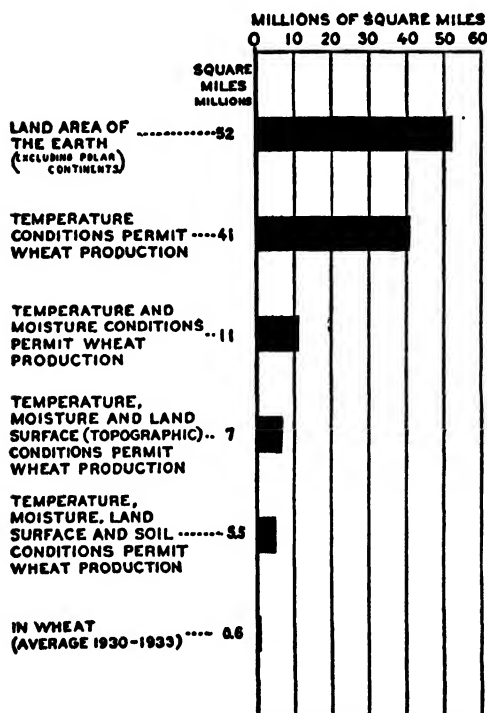 MILLIONS OF SQUARE MILES
0 10 20 30 40 50 60
SQUARE
MILES
MILLIONS
LAND AREA OF ·········· 52
THE EARTH
(EXCLUDING POLAR
CONTINENTS)
TEMPERATURE
CONDITIONS PERMIT ···· 41
WHEAT PRODUCTION
TEMPERATURE AND
MOISTURE CONDITIONS ·· 11
PERMIT WHEAT
PRODUCTION
TEMPERATURE,
MOISTURE AND LAND
SURFACE (TOPOGRAPHIC) ·· 7
CONDITIONS PERMIT
WHEAT PRODUCTION
TEMPERATURE,
MOISTURE, LAND
SURFACE AND SOIL ······· 5.5
CONDITIONS PERMIT
WHEAT PRODUCTION
IN WHEAT ···· 0.6
(AVERAGE 1930-1933)